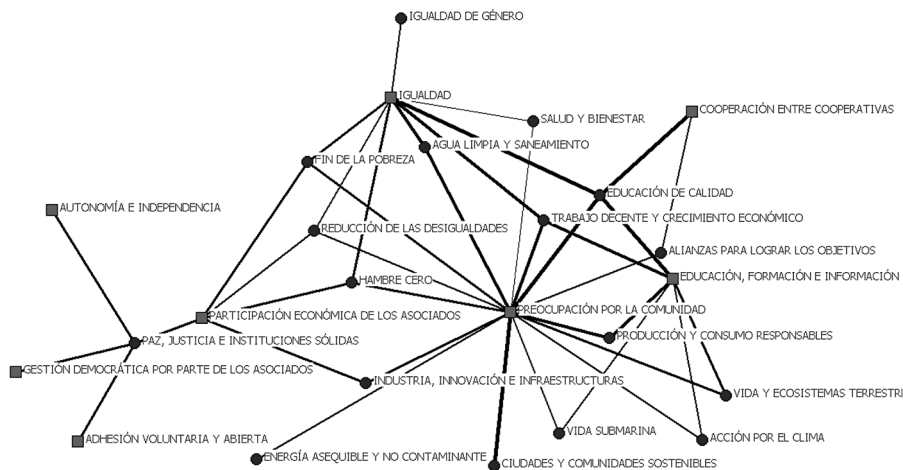 IGUALDAD DE GÉNERO
IGUALDAD
COOPERACIÓN ENTRE COOPERATIVAS
SALUD Y BIENESTAR
AGUA LIMPIA Y SANEAMIENTO
FIN DE LA POBREZA
EDUCACIÓN DE CALIDAD
AUTONOMÍA E INDEPENDENCIA
TRABAJO DECENTE Y CRECIMIENTO ECONÓMICO
REDUCCIÓN DE LAS DESIGUALDADES
ALIANZAS PARA LOGRAR LOS OBJETIVOS
EDUCACIÓN, FORMACIÓN E INFORMACIÓN
HAMBRE CERO
PREOCUPACIÓN POR LA COMUNIDAD
PARTICIPACIÓN ECONÓMICA DE LOS ASOCIADOS
PRODUCCIÓN Y CONSUMO RESPONSABLES
PAZ, JUSTICIA E INSTITUCIONES SÓLIDAS
GESTIÓN DEMOCRÁTICA POR PARTE DE LOS ASOCIADOS
INDUSTRIA, INNOVACIÓN E INFRAESTRUCTURAS
VIDA Y ECOSISTEMAS TERRESTRE
VIDA SUBMARINA
ADHESIÓN VOLUNTARIA Y ABIERTA
ACCIÓN POR EL CLIMA
ENERGÍA ASEQUIBLE Y NO CONTAMINANTE
CIUDADES Y COMUNIDADES SOSTENIBLES